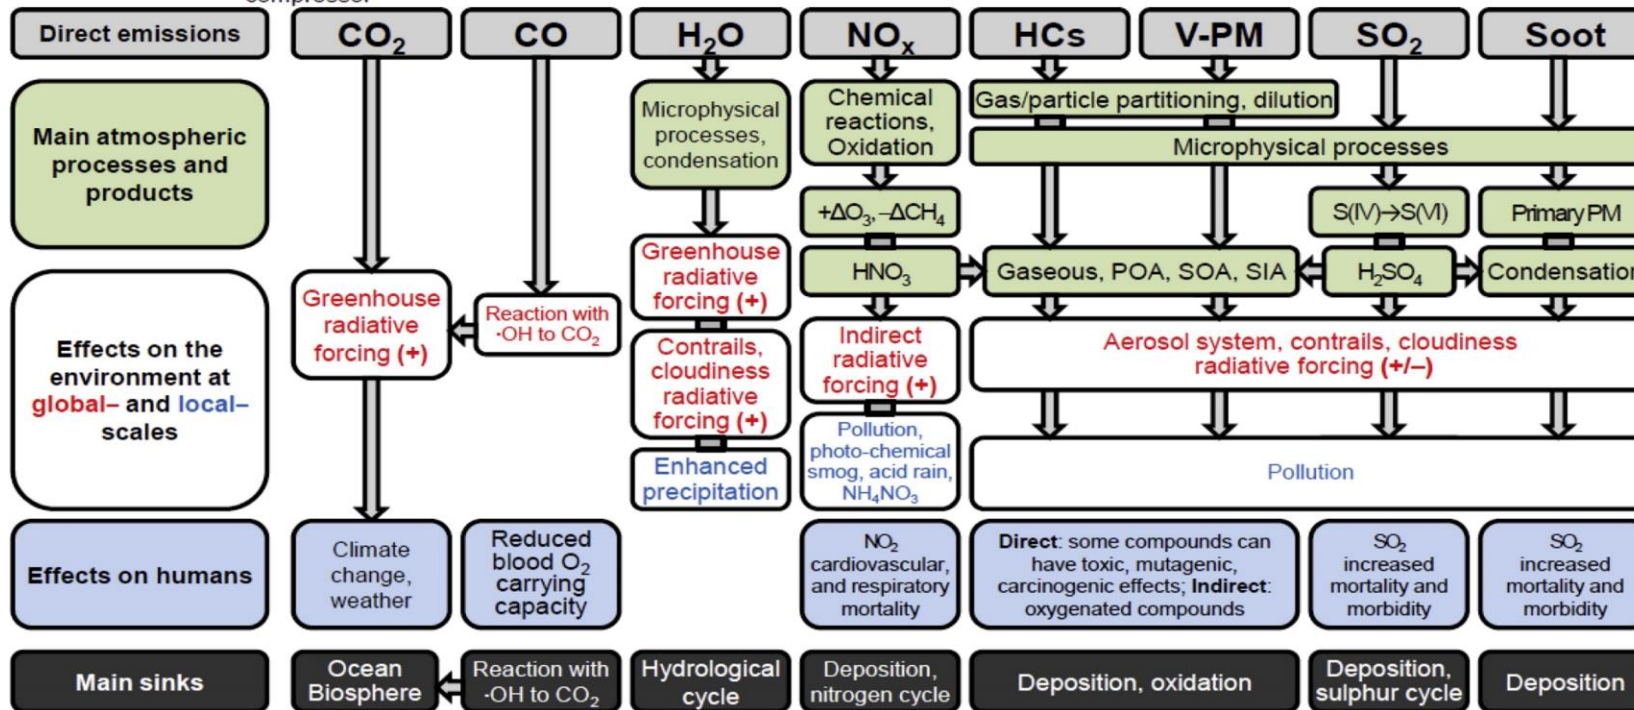 compresso.
Direct emissions
CO₂
CO
H₂O
NOₓ
HCs
V-PM
SO₂
Soot
Main atmospheric
processes and
products
Microphysical
processes,
condensation
Chemical
reactions,
Oxidation
Gas/particle partitioning, dilution
Microphysical processes
+ΔO₃, –ΔCH₄
S(IV)→S(VI)
Primary PM
HNO₃
Gaseous, POA, SOA, SIA
H₂SO₄
Condensation
Effects on the
environment at
global– and local–
scales
Greenhouse
radiative
forcing (+)
Reaction with
·OH to CO₂
Greenhouse
radiative
forcing (+)
Contrails,
cloudiness
radiative
forcing (+)
Enhanced
precipitation
Indirect
radiative
forcing (+)
Pollution,
photo-chemical
smog, acid rain,
NH₄NO₃
Aerosol system, contrails, cloudiness
radiative forcing (+/–)
Pollution
Effects on humans
Climate
change,
weather
Reduced
blood O₂
carrying
capacity
NO₂
cardiovascular,
and respiratory
mortality
Direct: some compounds can
have toxic, mutagenic,
carcinogenic effects; Indirect:
oxygenated compounds
SO₂
increased
mortality and
morbidity
SO₂
increased
mortality and
morbidity
Main sinks
Ocean
Biosphere
Reaction with
·OH to CO₂
Hydrological
cycle
Deposition,
nitrogen cycle
Deposition, oxidation
Deposition,
sulphur cycle
Deposition